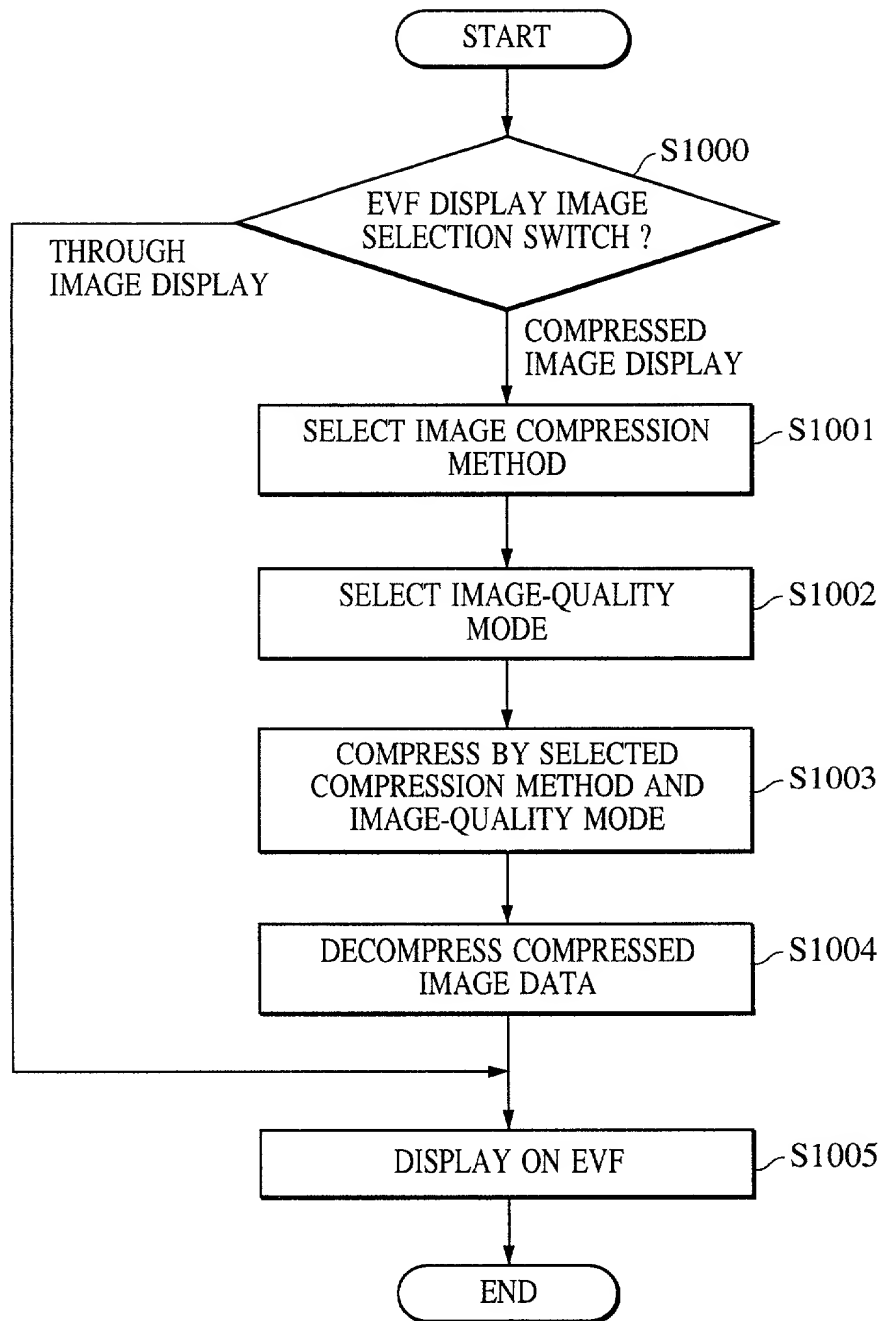 START
S1000
EVF DISPLAY IMAGE
SELECTION SWITCH ?
THROUGH
IMAGE DISPLAY
COMPRESSED
IMAGE DISPLAY
SELECT IMAGE COMPRESSION
METHOD
S1001
SELECT IMAGE-QUALITY
MODE
S1002
COMPRESS BY SELECTED
COMPRESSION METHOD AND
IMAGE-QUALITY MODE
S1003
DECOMPRESS COMPRESSED
IMAGE DATA
S1004
DISPLAY ON EVF
S1005
END